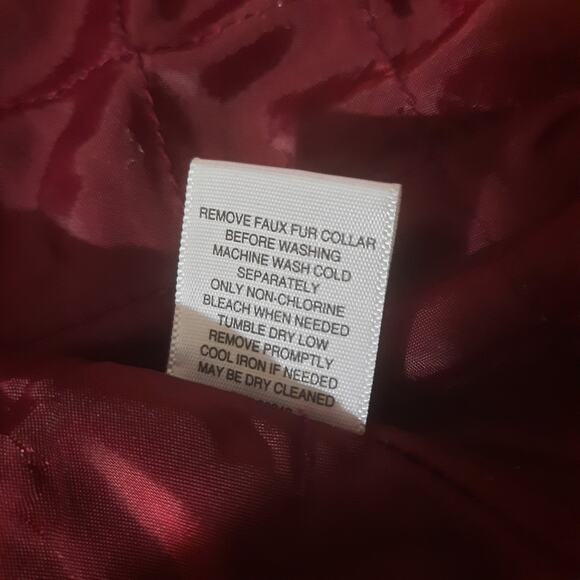 REMOVE FAUX FUR COLLAR
BEFORE WASHING
MACHINE WASH COLD
SEPARATELY
ONLY NON-CHLORINE
BLEACH WHEN NEEDED
TUMBLE DRY LOW
REMOVE PROMPTLY
COOL IRON IF NEEDED
MAY BE DRY CLEANED